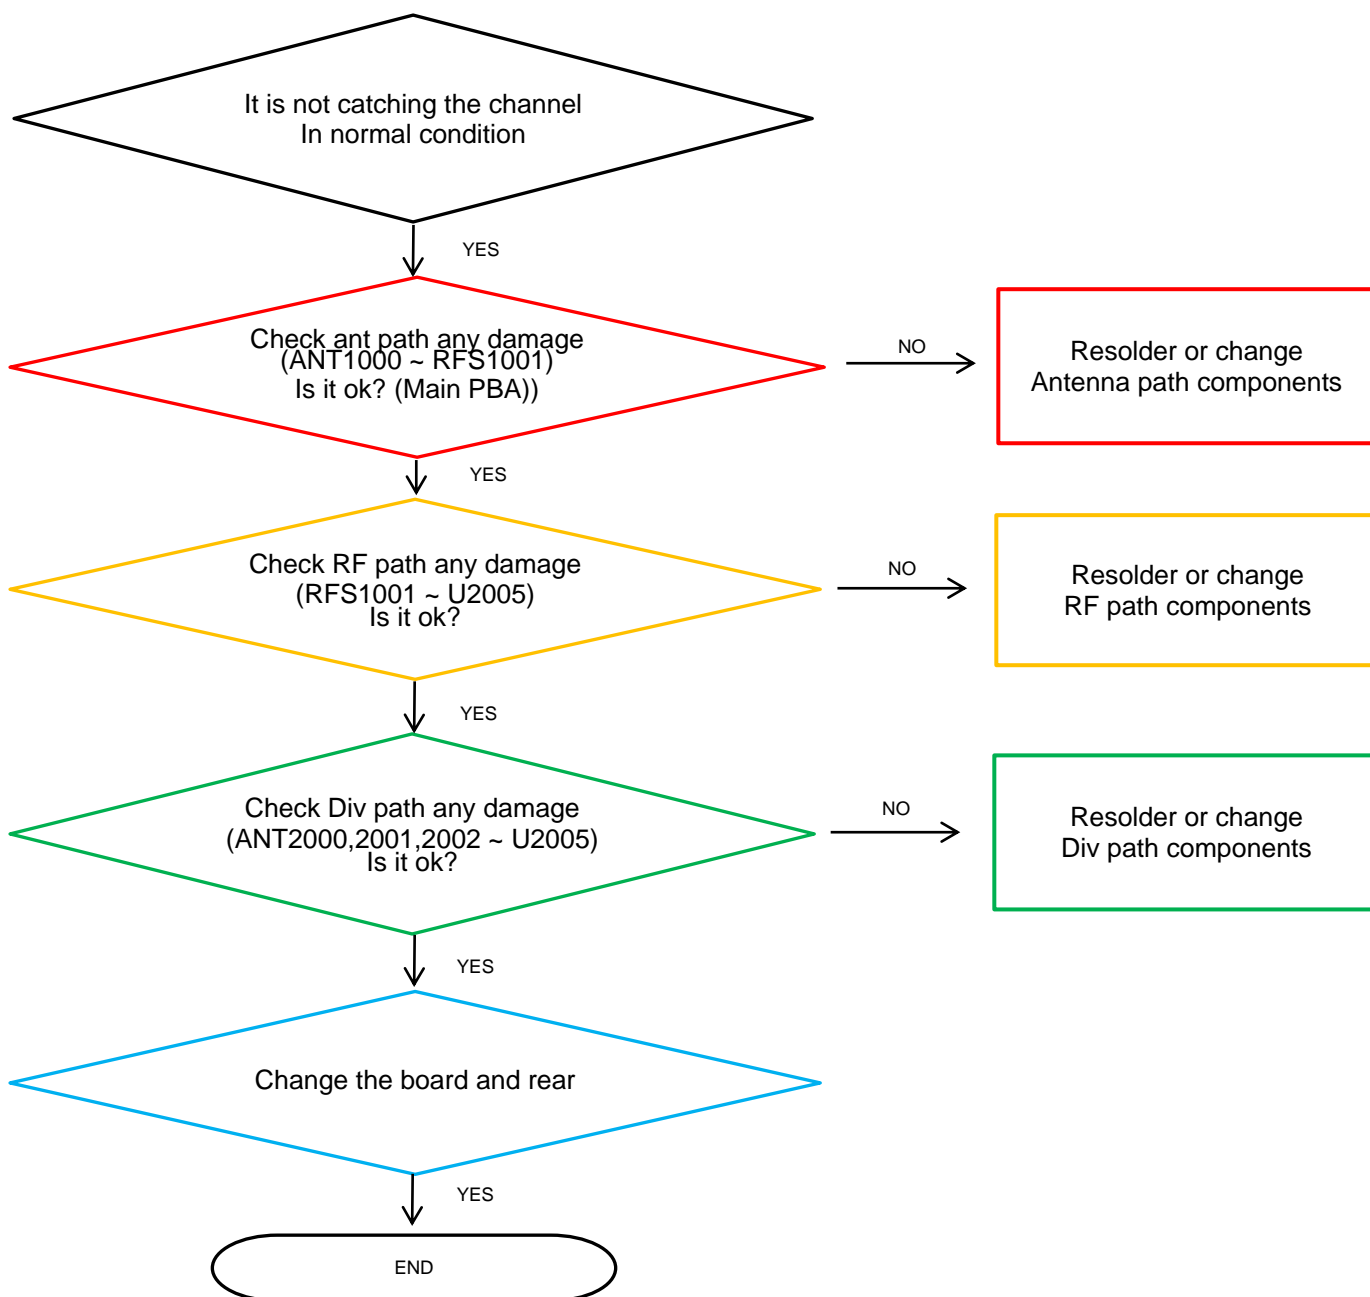 It is not catching the channel
In normal condition
YES
Check ant path any damage
(ANT1000 ~ RFS1001)
Is it ok? (Main PBA))
NO
Resolder or change
Antenna path components
YES
Check RF path any damage
(RFS1001 ~ U2005)
Is it ok?
NO
Resolder or change
RF path components
YES
Check Div path any damage
(ANT2000,2001,2002 ~ U2005)
Is it ok?
NO
Resolder or change
Div path components
YES
Change the board and rear
YES
END